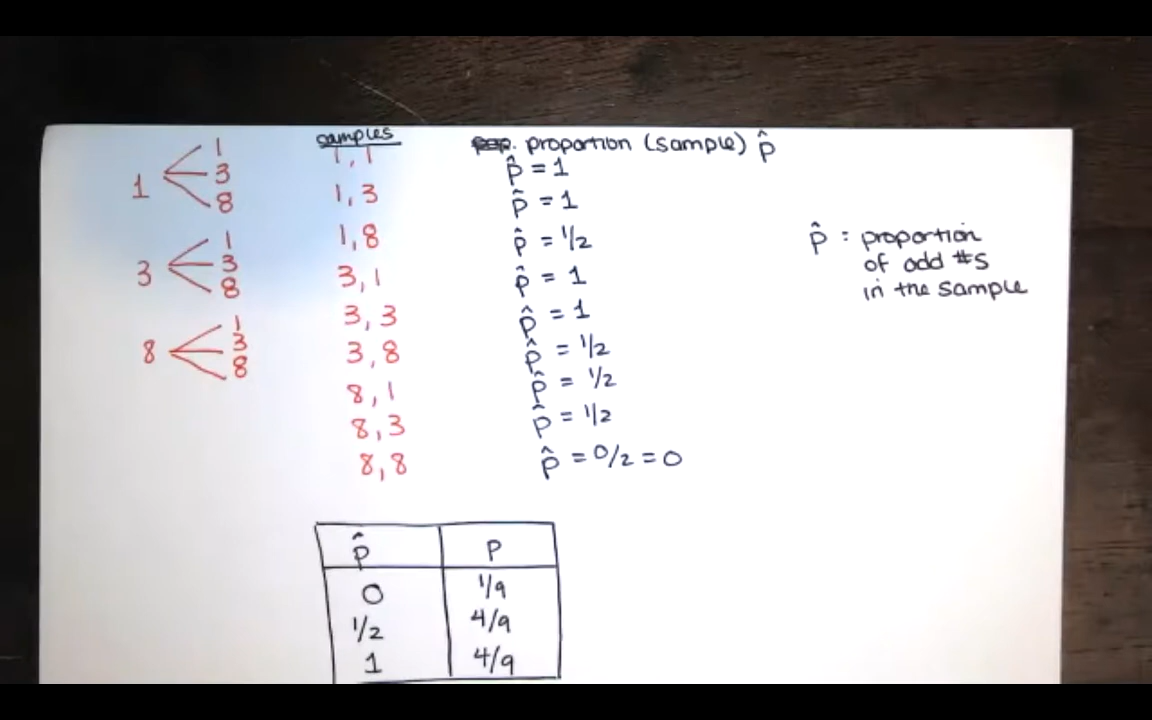 samples
pop. proportion (sample) p̂
1
1
3
8
3
1
3
8
8
1
3
8
1, 1
1, 3
1, 8
3, 1
3, 3
3, 8
8, 1
8, 3
8, 8
p̂ = 1
p̂ = 1
p̂ = 1/2
p̂ = 1
p̂ = 1
p̂ = 1/2
p̂ = 1/2
p̂ = 1/2
p̂ = 0/2 = 0
p̂ : proportion
of odd #s
in the sample
p̂ P
0 1/9
1/2 4/9
1 4/9